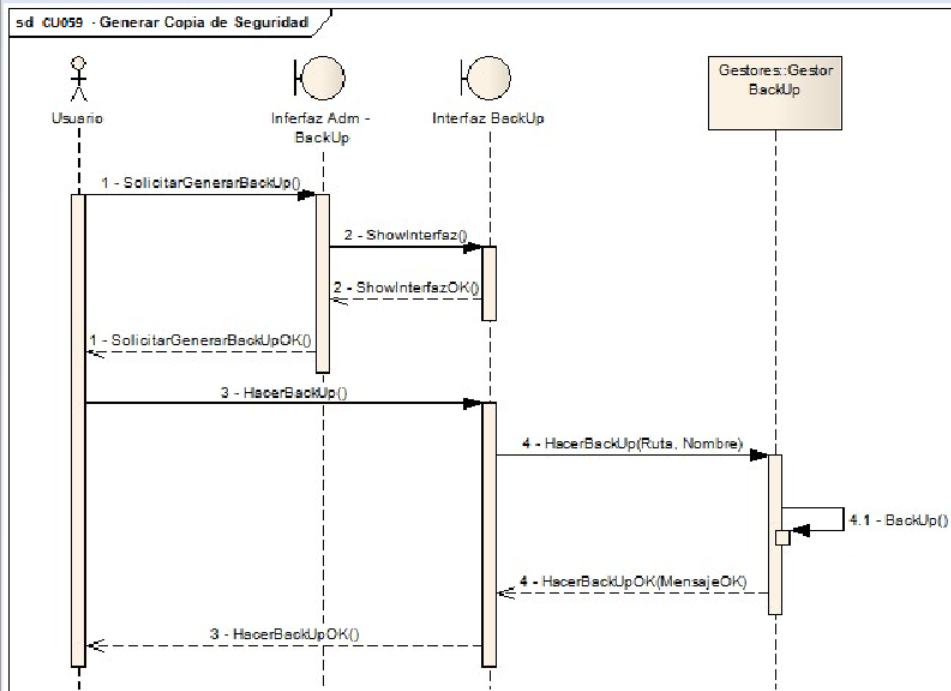 sd CU059 - Generar Copia de Seguridad
Usuario
Inferfaz Adm -
BackUp
Interfaz BackUp
Gestores::Gestor
BackUp
1 - SolicitarGenerarBackUp()
2 - ShowInterfaz()
2 - ShowInterfazOK()
1 - SolicitarGenerarBackUpOK()
3 - HacerBackUp()
4 - HacerBackUp(Ruta, Nombre)
4.1 - BackUp()
4 - HacerBackUpOK(MensajeOK)
3 - HacerBackUpOK()